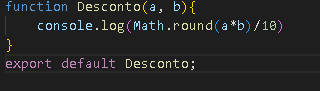 function Desconto(a, b){
    console.log(Math.round(a*b)/10)
}
export default Desconto;